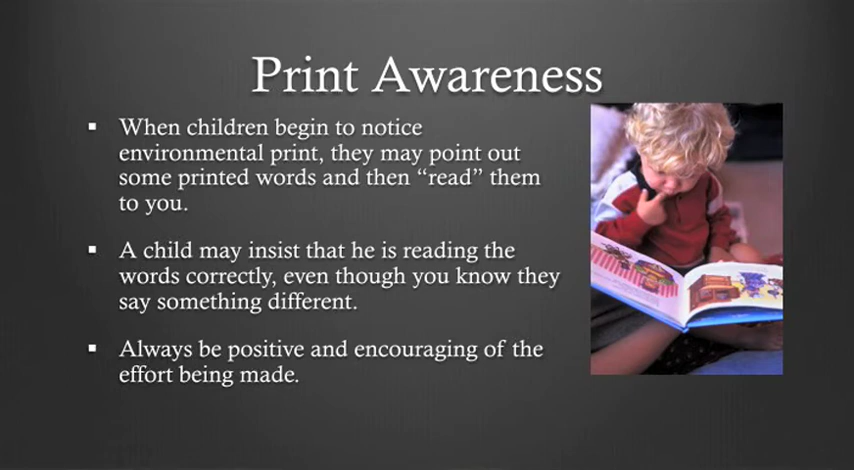 Print Awareness
▪ When children begin to notice
environmental print, they may point out
some printed words and then “read” them
to you.
▪ A child may insist that he is reading the
words correctly, even though you know they
say something different.
▪ Always be positive and encouraging of the
effort being made.